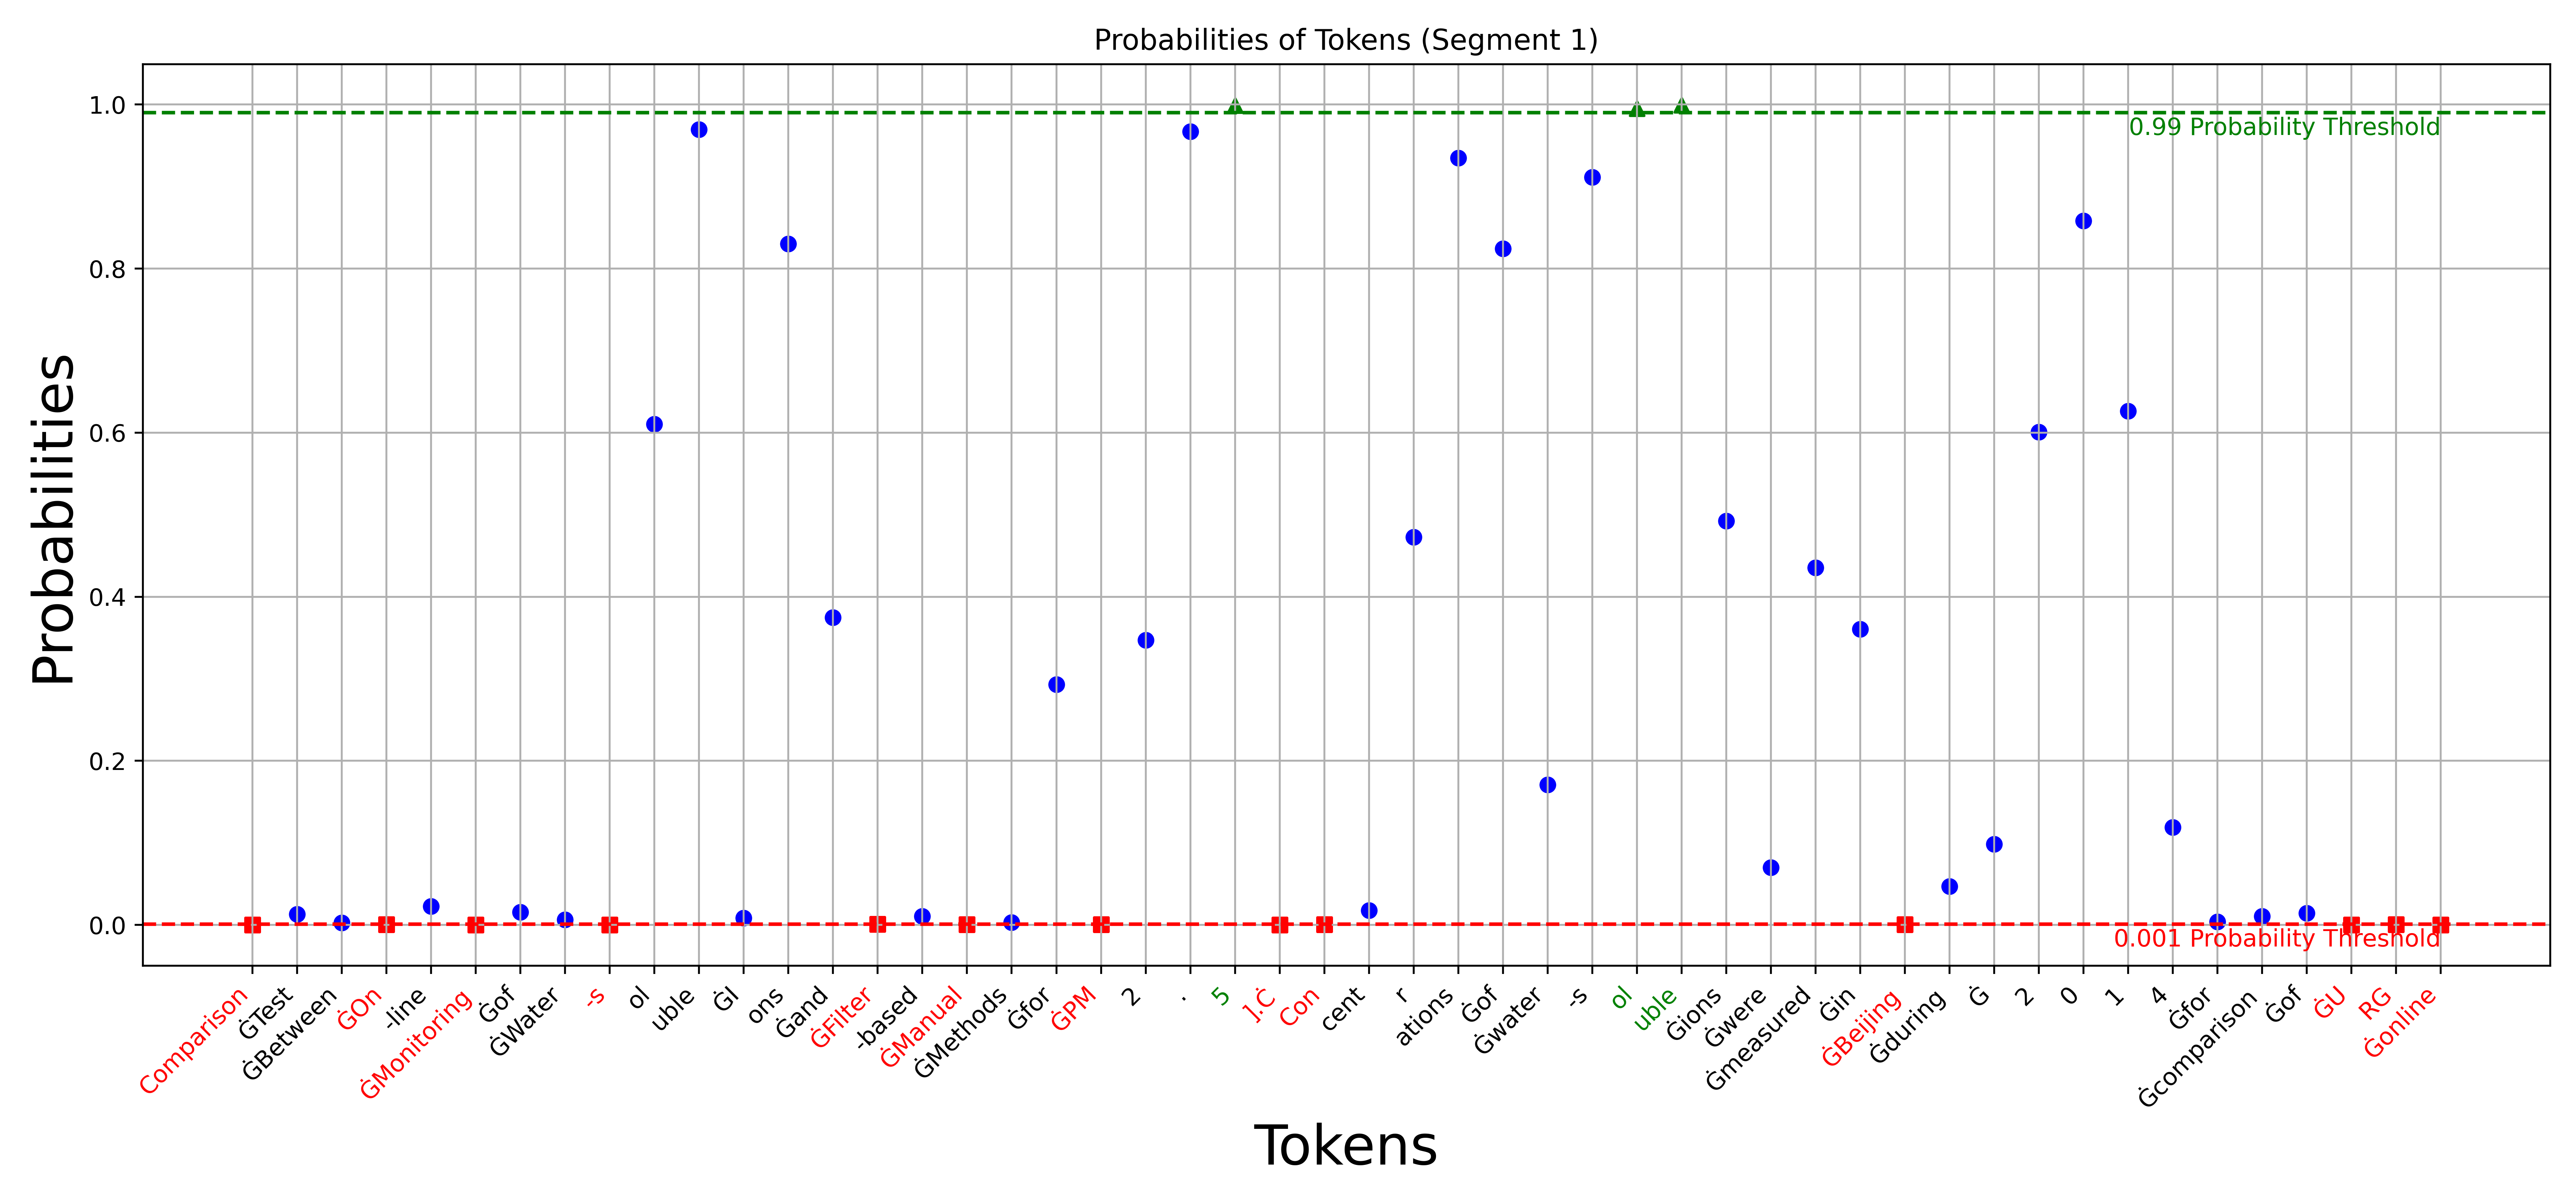 Probabilities of Tokens (Segment 1)
Probabilities
1.0
0.8
0.6
0.4
0.2
0.0
0.99 Probability Threshold
0.001 Probability Threshold
Comparison
ĠTest
ĠBetween
ĠOn
-line
ĠMonitoring
Ġof
ĠWater
-s
ol
uble
ĠI
ons
Ġand
ĠFilter
-based
ĠManual
ĠMethods
Ġfor
ĠPM
2
.
5
].Ċ
Con
cent
r
ations
Ġof
Ġwater
-s
ol
uble
Ġions
Ġwere
Ġmeasured
Ġin
ĠBeijing
Ġduring
Ġ
2
0
1
4
Ġfor
Ġcomparison
Ġof
ĠU
RG
Ġonline
Tokens